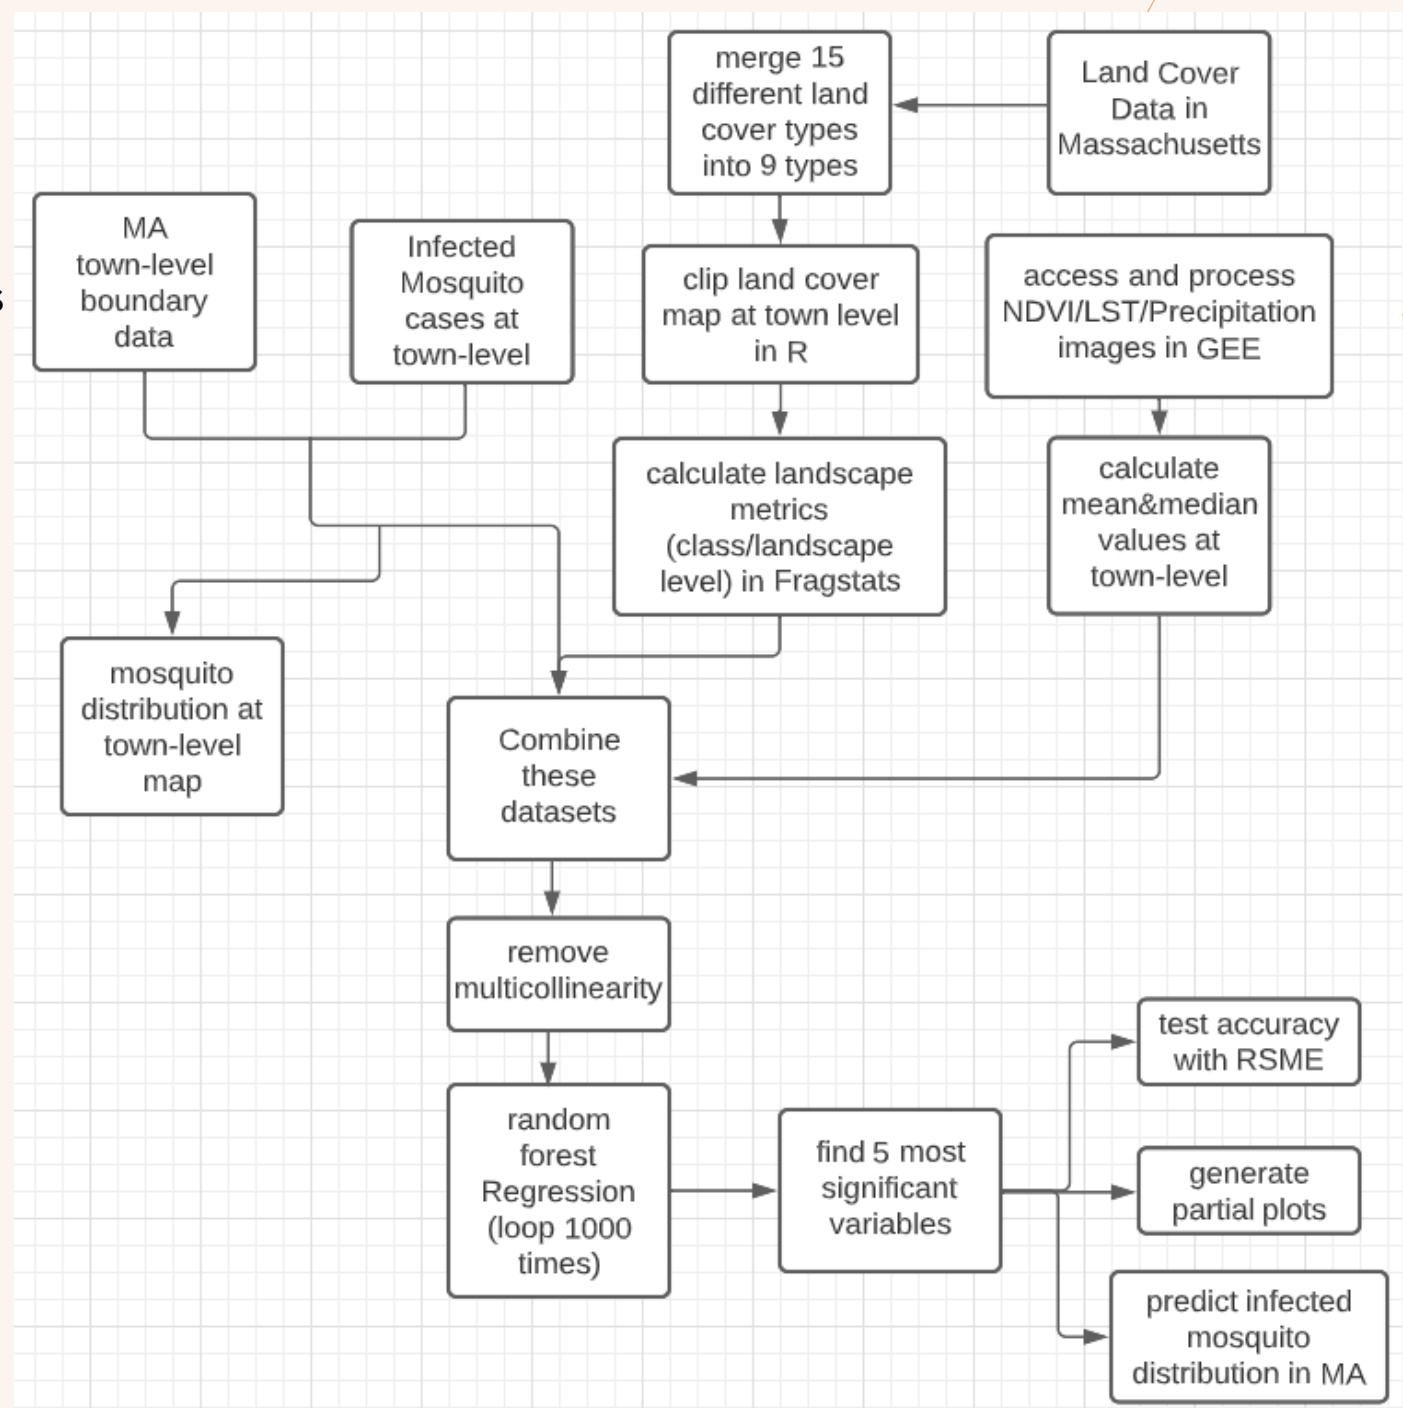 merge 15
different land
cover types
into 9 types
Land Cover
Data in
Massachusetts
MA
town-level
boundary
data
Infected
Mosquito
cases at
town-level
clip land cover
map at town level
in R
access and process
NDVI/LST/Precipitation
images in GEE
s
calculate landscape
metrics
(class/landscape
level) in Fragstats
calculate
mean&median
values at
town-level
mosquito
distribution at
town-level
map
Combine
these
datasets
remove
multicollinearity
random
forest
Regression
(loop 1000
times)
find 5 most
significant
variables
test accuracy
with RSME
generate
partial plots
predict infected
mosquito
distribution in MA